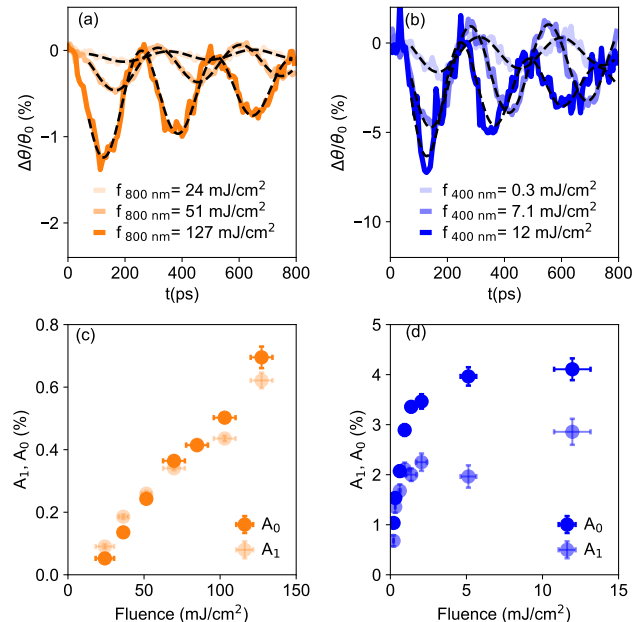 (a)
0
−1
−2
Δθ/θ₀ (%)
f 800 nm = 24 mJ/cm²
f 800 nm = 51 mJ/cm²
f 800 nm = 127 mJ/cm²
0 200 400 600 800
t(ps)
(b)
0
−5
−10
Δθ/θ₀ (%)
f 400 nm = 0.3 mJ/cm²
f 400 nm = 7.1 mJ/cm²
f 400 nm = 12 mJ/cm²
0 200 400 600 800
t(ps)
(c)
0.8
0.6
0.4
0.2
0.0
A₁, A₀ (%)
A₀
A₁
0 50 100 150
Fluence (mJ/cm²)
(d)
5
4
3
2
1
0
A₁, A₀ (%)
A₀
A₁
0 5 10 15
Fluence (mJ/cm²)